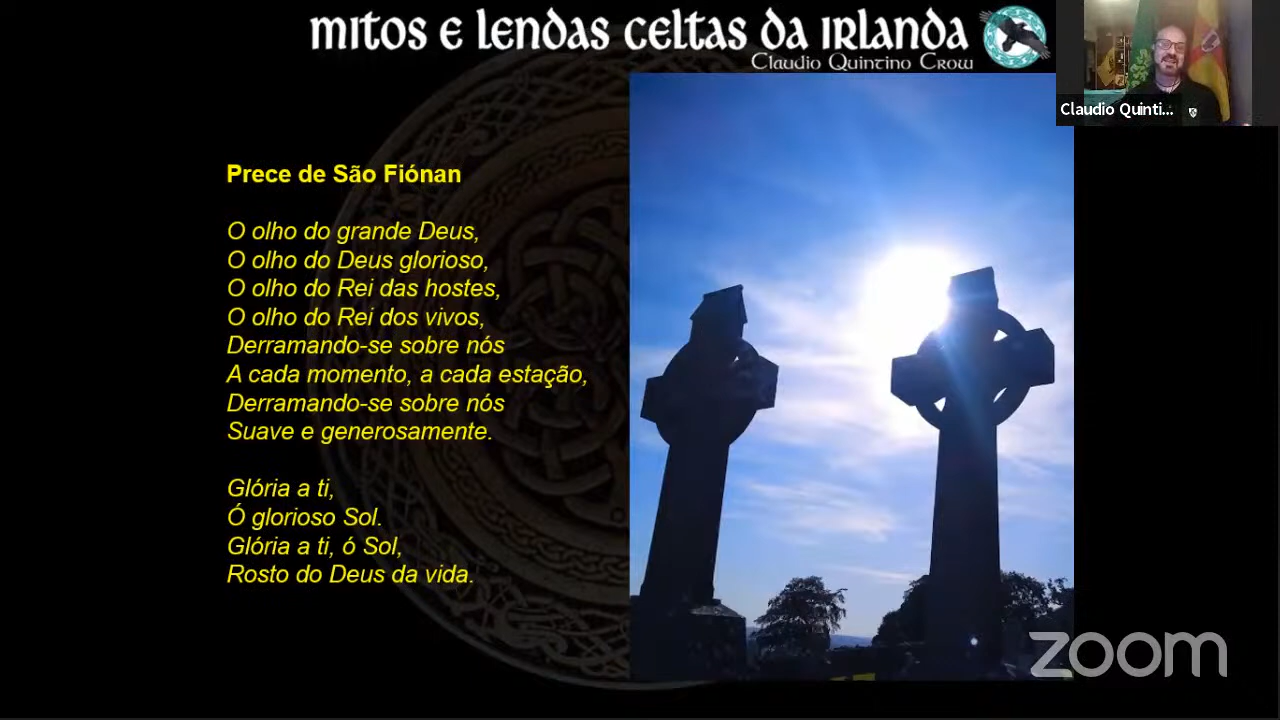 mitos e lendas celtas da irlanda
Claudio Quintino Crow
Claudio Quinti...
Prece de São Fiónan
O olho do grande Deus,
O olho do Deus glorioso,
O olho do Rei das hostes,
O olho do Rei dos vivos,
Derramando-se sobre nós
A cada momento, a cada estação,
Derramando-se sobre nós
Suave e generosamente.
Glória a ti,
Ó glorioso Sol.
Glória a ti, ó Sol,
Rosto do Deus da vida.
zoom